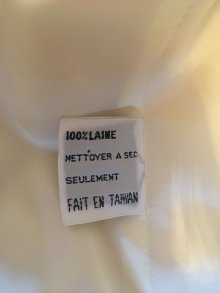 100% LAINE
NETTOYER A SEC
SEULEMENT
FAIT EN TAIWAN